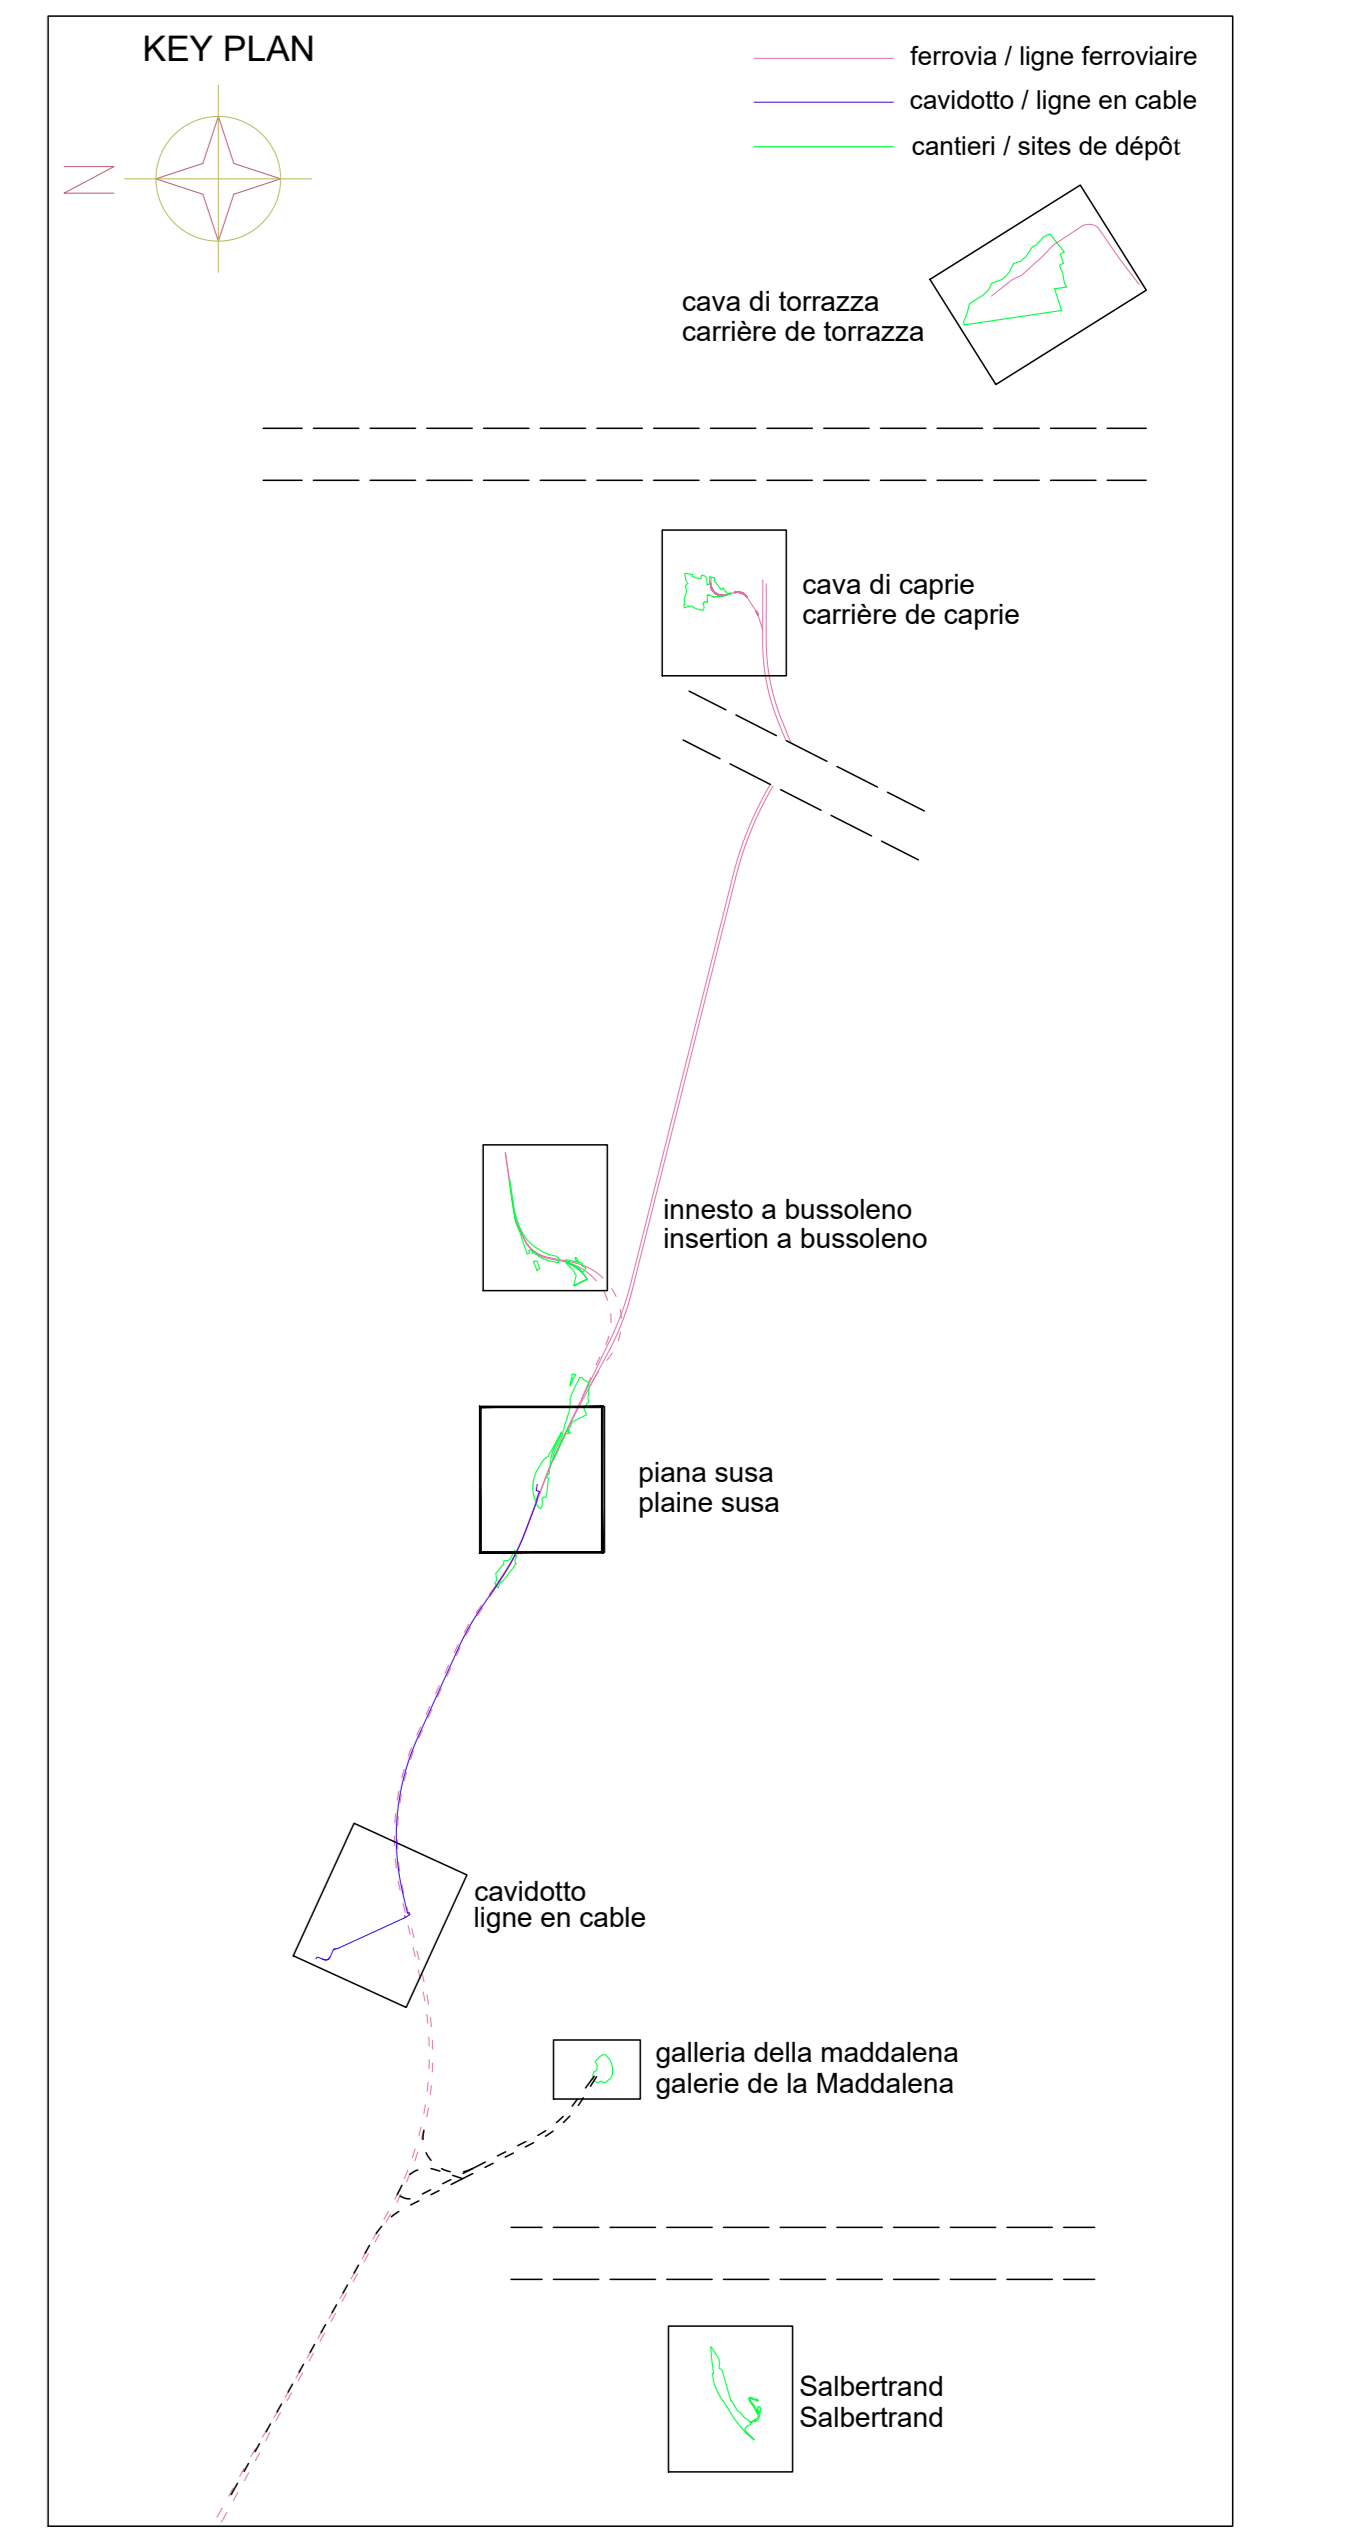 KEY PLAN
ferrovia / ligne ferroviaire
cavidotto / ligne en cable
cantieri / sites de dépôt
N
cava di torrazza
carrière de torrazza
cava di caprie
carrière de caprie
innesto a bussoleno
insertion a bussoleno
piana susa
plaine susa
cavidotto
ligne en cable
galleria della maddalena
galerie de la Maddalena
Salbertrand
Salbertrand